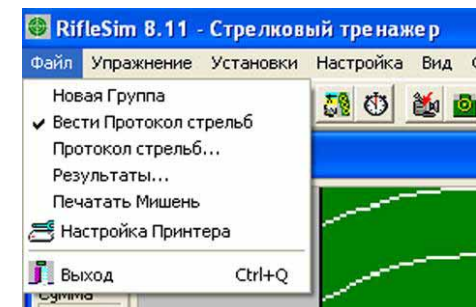 RifleSim 8.11 - Стрелковый тренажер
Файл Упражнение Установки Настройка Вид
Новая Группа
Вести Протокол стрельб
Протокол стрельб...
Результаты...
Печатать Мишень
Настройка Принтера
Выход Ctrl+Q
Сумма